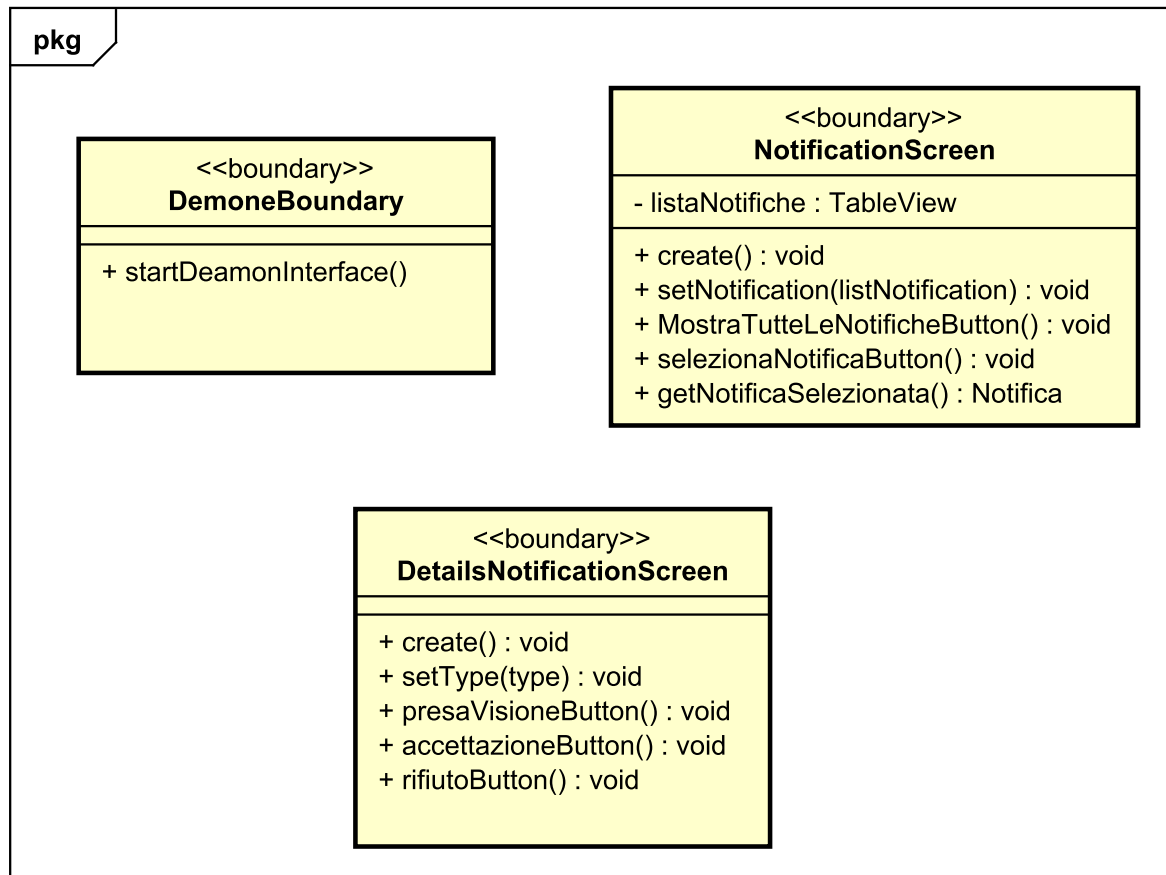 pkg
<<boundary>>
DemoneBoundary
+ startDeamonInterface()
<<boundary>>
NotificationScreen
- listaNotifiche : TableView
+ create() : void
+ setNotification(listNotification) : void
+ MostraTutteLeNotificheButton() : void
+ selezionaNotificaButton() : void
+ getNotificaSelezionata() : Notifica
<<boundary>>
DetailsNotificationScreen
+ create() : void
+ setType(type) : void
+ presaVisioneButton() : void
+ accettazioneButton() : void
+ rifiutoButton() : void